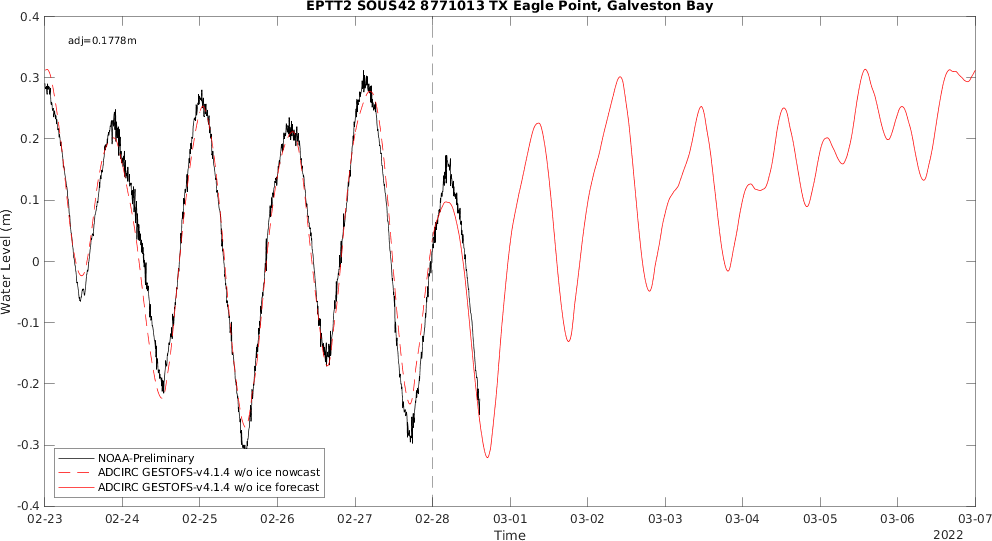 EPTT2 SOUS42 8771013 TX Eagle Point, Galveston Bay
adj=0.1778m
0.4
0.3
0.2
0.1
0
-0.1
-0.2
-0.3
-0.4
Water Level (m)
NOAA-Preliminary
ADCIRC GESTOFS-v4.1.4 w/o ice nowcast
ADCIRC GESTOFS-v4.1.4 w/o ice forecast
02-23 02-24 02-25 02-26 02-27 02-28 03-01 03-02 03-03 03-04 03-05 03-06 03-07
Time
2022